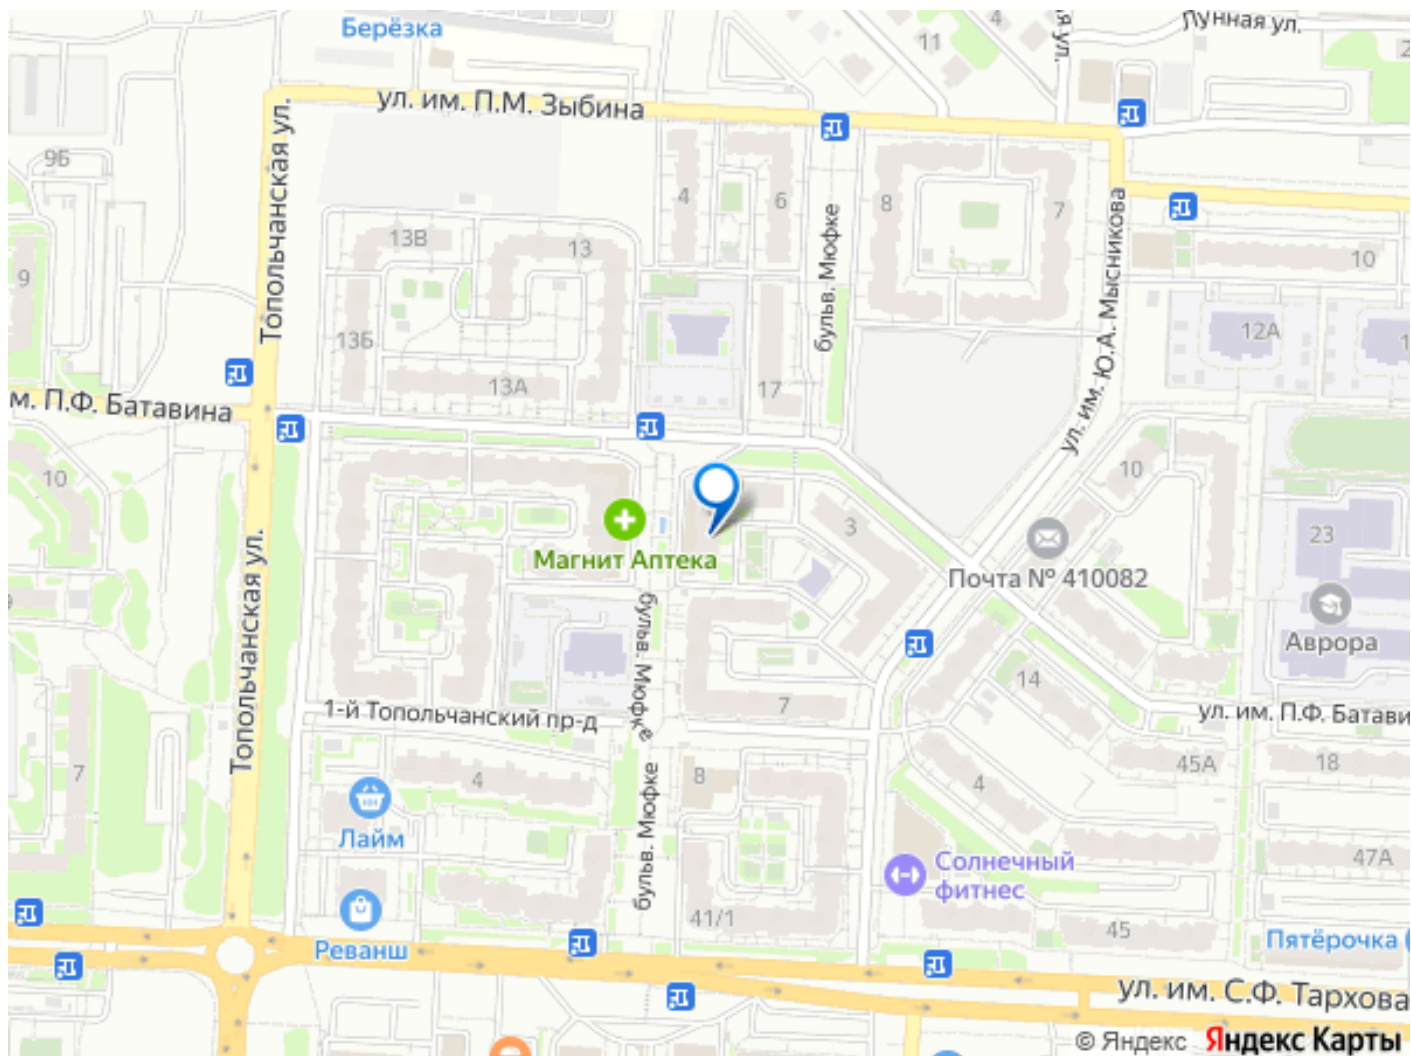 Берёзка
11
4
Лунная ул.
я ул.
2
ул. им. П.М. Зыбина
Топольчанская ул.
9Б
4
6
8
7
бульв. Мюфке
ул. им. Ю.А. Мысникова
13В
13
10
9
13Б
12А
1
13А
17
м. П.Ф. Батавина
10
10
3
23
Магнит Аптека
Почта № 410082
Аврора
Топольчанская ул.
бульв. Мюфке
14
1-й Топольчанский пр-д
7
ул. им. П.Ф. Батави
7
4
8
4
45А
18
Лайм
бульв. Мюфке
47А
Солнечный
фитнес
41/1
45
Реванш
Пятёрочка
ул. им. С.Ф. Тархова
© Яндекс Яндекс Карты